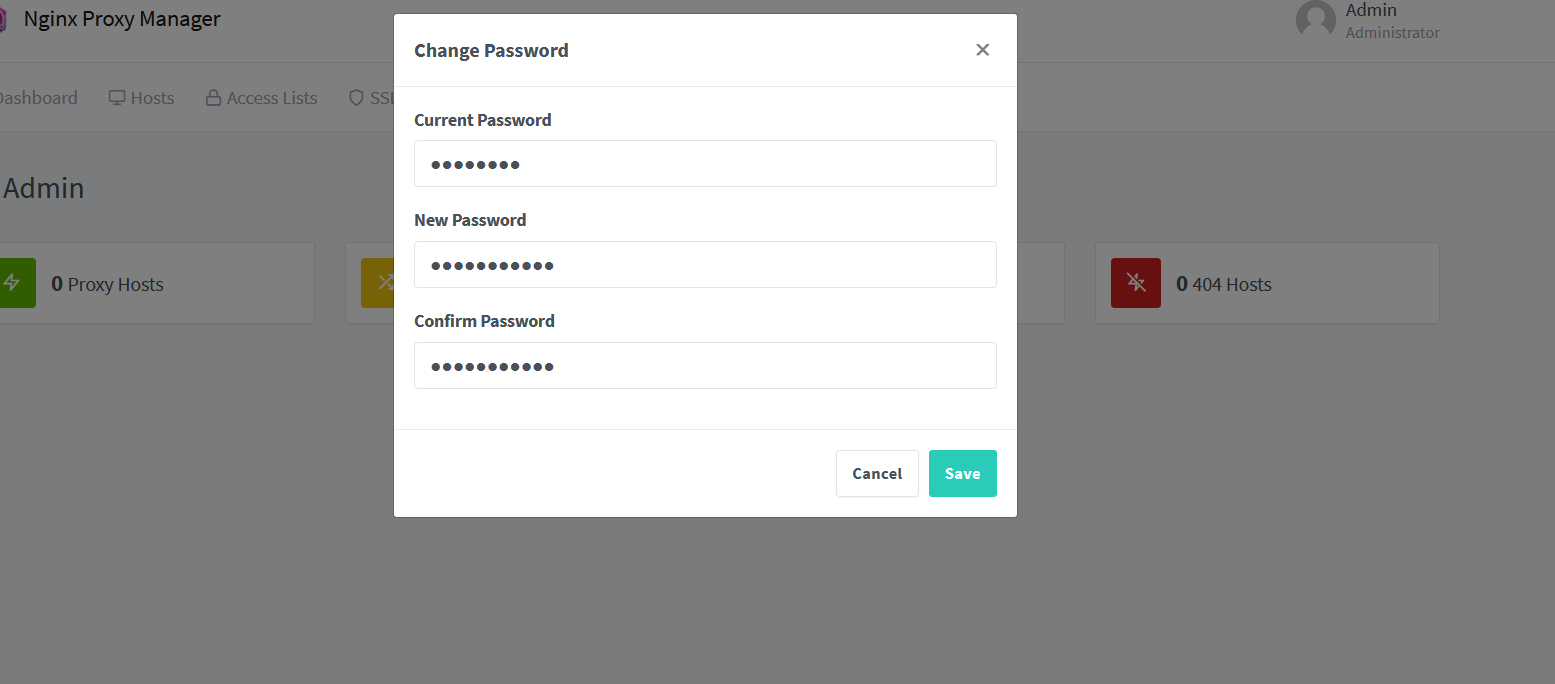 Nginx Proxy Manager
Admin
Administrator
Dashboard Hosts Access Lists SSL
Admin
0 Proxy Hosts
0 404 Hosts
Change Password
Current Password
••••••••
New Password
•••••••••••
Confirm Password
•••••••••••
Cancel Save